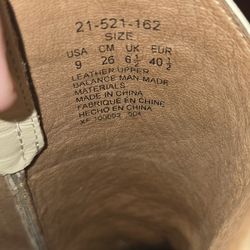 21-521-162
SIZE
USA CM UK EUR
9 26 6½ 40½
LEATHER UPPER
BALANCE MAN MADE
MATERIALS
MADE IN CHINA
FABRIQUE EN CHINE
HECHO EN CHINA